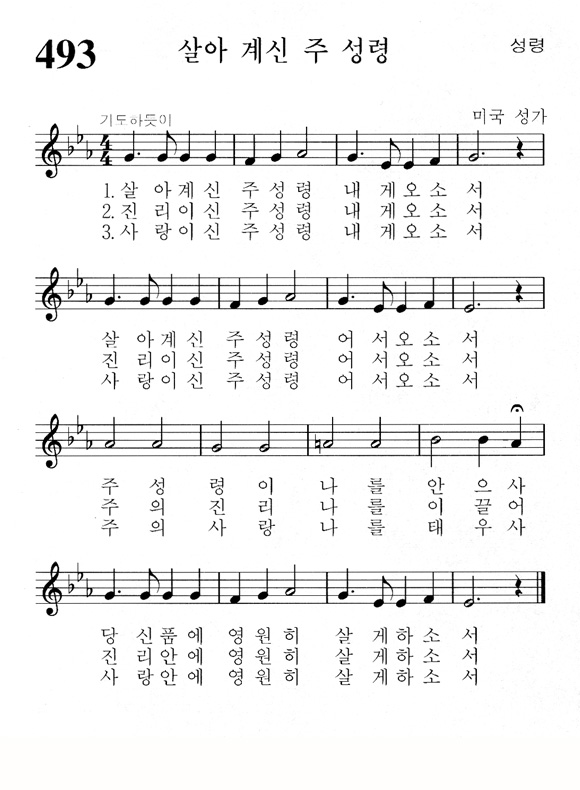 493 살아 계신 주 성령 성령
기도하듯이 미국 성가
1. 살 아 계 신 주 성 령 내 게 오 소 서
2. 진 리 이 신 주 성 령 내 게 오 소 서
3. 사 랑 이 신 주 성 령 내 게 오 소 서
살 아 계 신 주 성 령 어 서 오 소 서
진 리 이 신 주 성 령 어 서 오 소 서
사 랑 이 신 주 성 령 어 서 오 소 서
주 성 령 이 나 를 안 으 사
주 의 진 리 나 를 이 끌 어
주 의 사 랑 나 를 태 우 사
당 신 품 에 영 원 히 살 게 하 소 서
진 리 안 에 영 원 히 살 게 하 소 서
사 랑 안 에 영 원 히 살 게 하 소 서